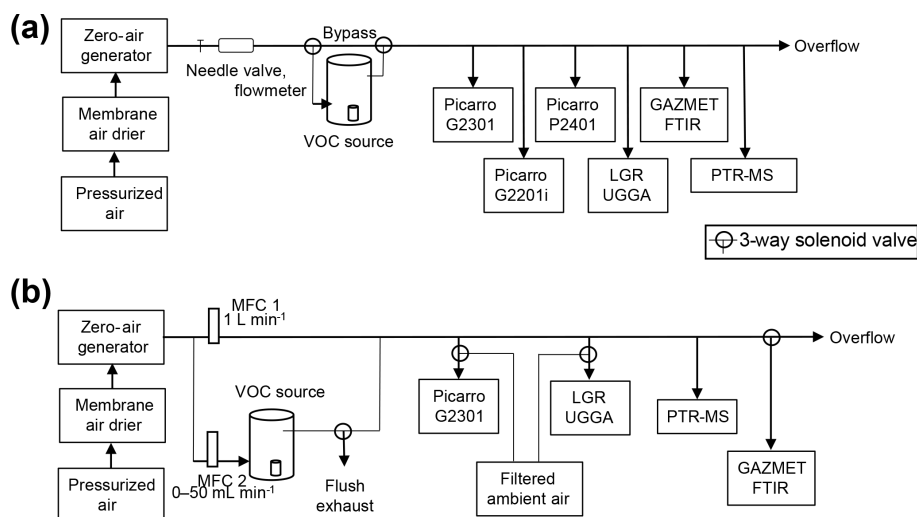 (a)
Zero-air
generator
Membrane
air drier
Pressurized
air
Needle valve,
flowmeter
Bypass
VOC source
Overflow
Picarro
G2301
Picarro
P2401
GAZMET
FTIR
Picarro
G2201i
LGR
UGGA
PTR-MS
3-way solenoid valve
(b)
Zero-air
generator
Membrane
air drier
Pressurized
air
MFC 1
1 L min⁻¹
VOC source
MFC 2
0–50 mL min⁻¹
Flush
exhaust
Overflow
Picarro
G2301
LGR
UGGA
PTR-MS
Filtered
ambient air
GAZMET
FTIR